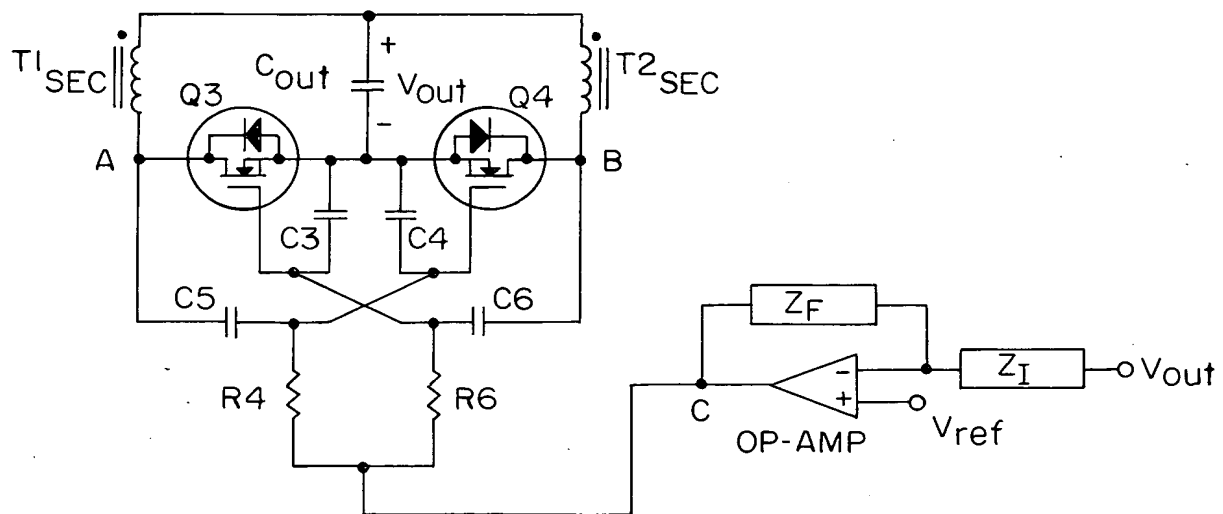 T1SEC
Cout
+
Vout
-
T2SEC
Q3
Q4
A
B
C3
C4
C5
C6
R4
R6
ZF
ZI
Vout
-
+
Vref
C
OP-AMP